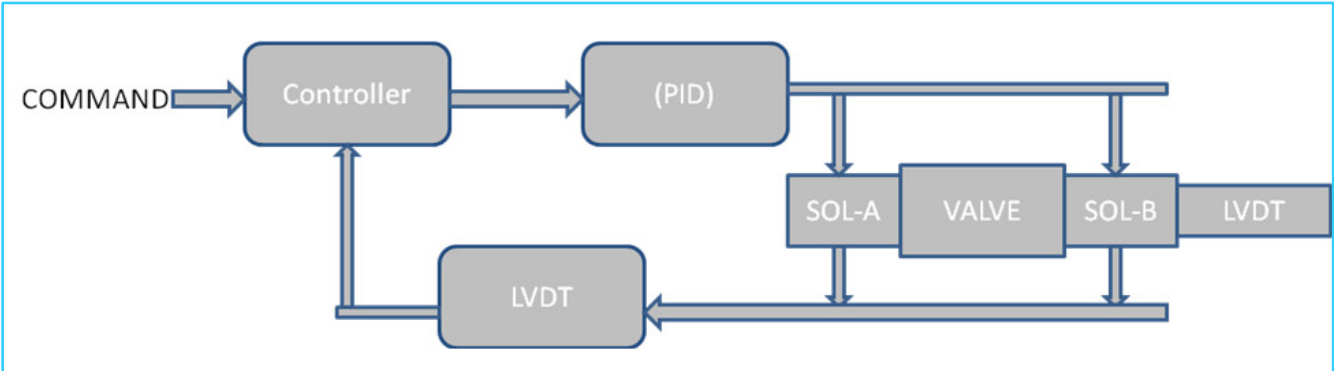 COMMAND
Controller
(PID)
SOL-A
VALVE
SOL-B
LVDT
LVDT